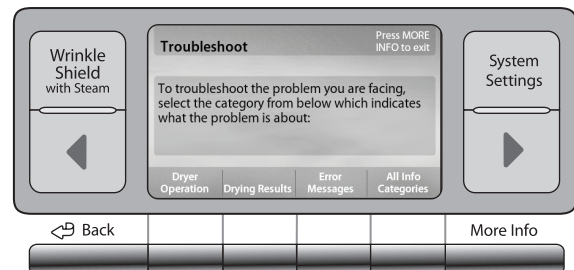 Wrinkle
Shield
with Steam
Troubleshoot
Press MORE
INFO to exit
To troubleshoot the problem you are facing,
select the category from below which indicates
what the problem is about:
Dryer
Operation
Drying Results
Error
Messages
All Info
Categories
System
Settings
Back
More Info